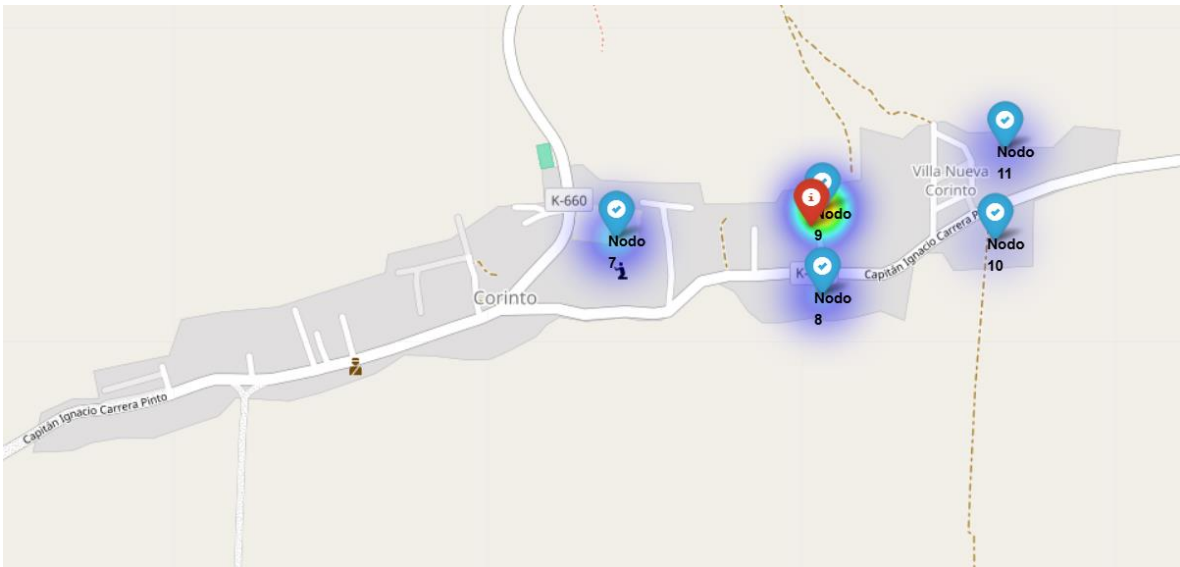 Nodo
11
Villa Nueva
Corinto
K-660
Nodo
7
Nodo
9
Nodo
10
Capitán Ignacio Carrera P
K-
Nodo
8
Corinto
Capitán Ignacio Carrera Pinto